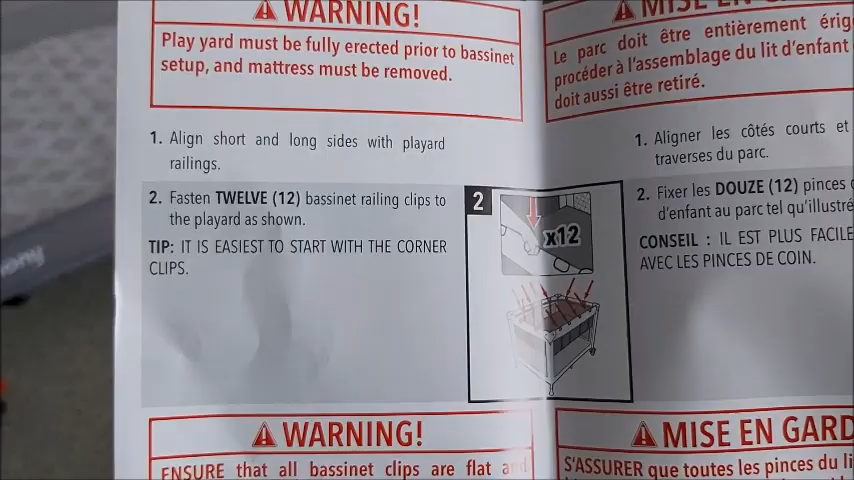 WARNING!
Play yard must be fully erected prior to bassinet
setup, and mattress must be removed.
1. Align short and long sides with playard
railings.
2. Fasten TWELVE (12) bassinet railing clips to
the playard as shown.
TIP: IT IS EASIEST TO START WITH THE CORNER
CLIPS.
2
x12
WARNING!
ENSURE that all bassinet clips are flat and
MISE EN GARD
Le parc doit être entièrement érig
procéder à l'assemblage du lit d'enfant
doit aussi être retiré.
1. Aligner les côtés courts et
traverses du parc.
2. Fixer les DOUZE (12) pinces
d'enfant au parc tel qu'illustré
CONSEIL : IL EST PLUS FACILE
AVEC LES PINCES DE COIN.
MISE EN GARD
S'ASSURER que toutes les pinces du li